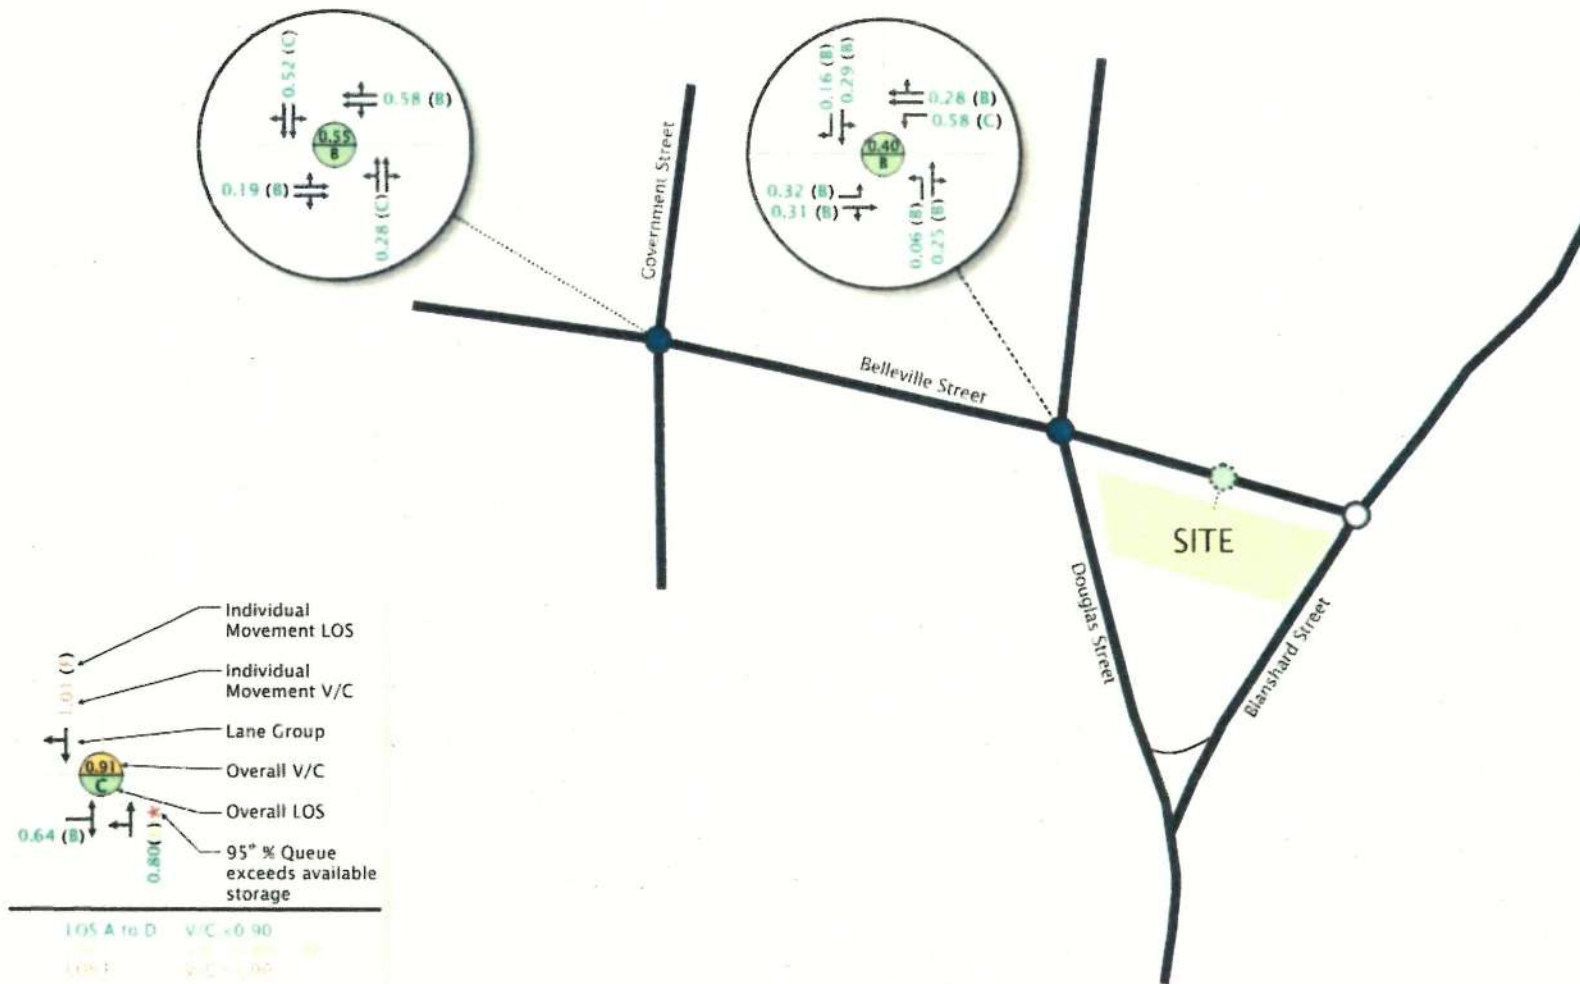 0.52 (C)
0.58 (B)
0.55
B
0.19 (B)
0.28 (C)
0.16 (B)
0.29 (B)
0.28 (B)
0.58 (C)
0.40
B
0.32 (B)
0.31 (B)
0.06 (B)
0.25 (B)
Government Street
Belleville Street
SITE
Douglas Street
Blanshard Street
Individual
Movement LOS
Individual
Movement V/C
1.01
Lane Group
0.91
C
Overall V/C
Overall LOS
0.64 (B)
0.80
*
95" % Queue
exceeds available
storage
LOS A to D V/C <0.90